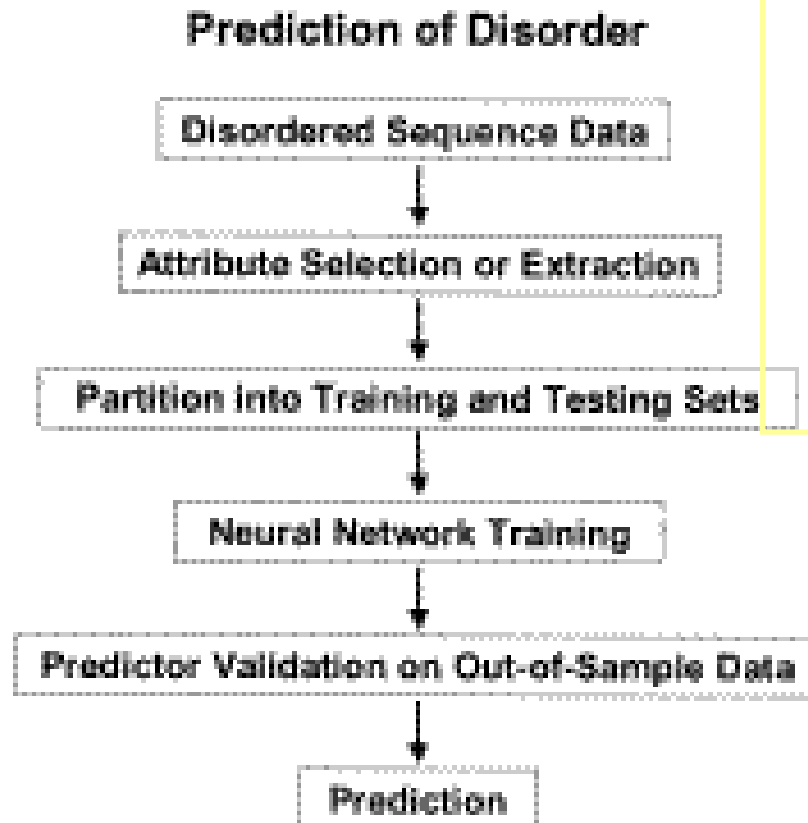 Prediction of Disorder
Disordered Sequence Data
Attribute Selection or Extraction
Partition into Training and Testing Sets
Neural Network Training
Predictor Validation on Out-of-Sample Data
Prediction